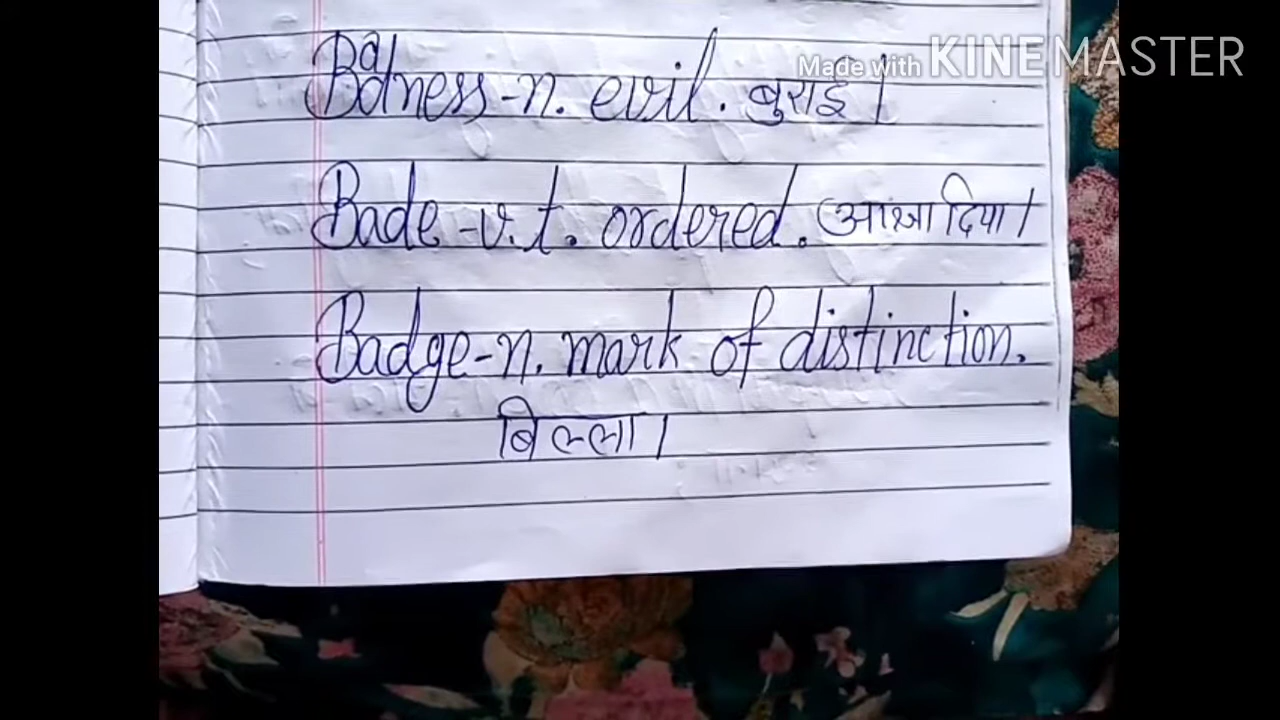 Made with KINEMASTER
Badness-n. evil. बुराई।
Bade-v.t. ordered. आज्ञा दिया।
Badge-n. mark of distinction.
बिल्ला।